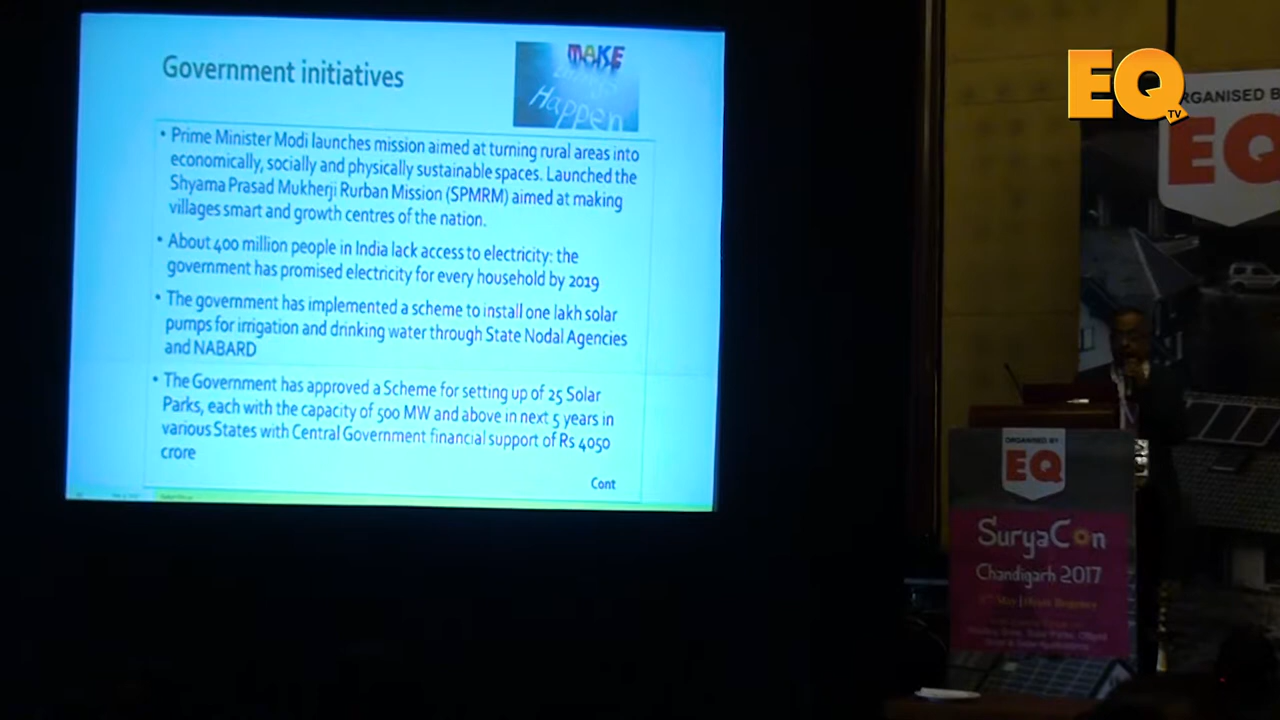 Government initiatives
MAKE
things
Happen
• Prime Minister Modi launches mission aimed at turning rural areas into
economically, socially and physically sustainable spaces. Launched the
Shyama Prasad Mukherji Rurban Mission (SPMRM) aimed at making
villages smart and growth centres of the nation.
• About 400 million people in India lack access to electricity: the
government has promised electricity for every household by 2019
• The government has implemented a scheme to install one lakh solar
pumps for irrigation and drinking water through State Nodal Agencies
and NABARD
• The Government has approved a Scheme for setting up of 25 Solar
Parks, each with the capacity of 500 MW and above in next 5 years in
various States with Central Government financial support of Rs 4050
crore
Cont
EQ
TV
RGANISED B
EQ
ORGANISED BY
EQ
SuryaCon
Chandigarh 2017
May | Hyatt Regency